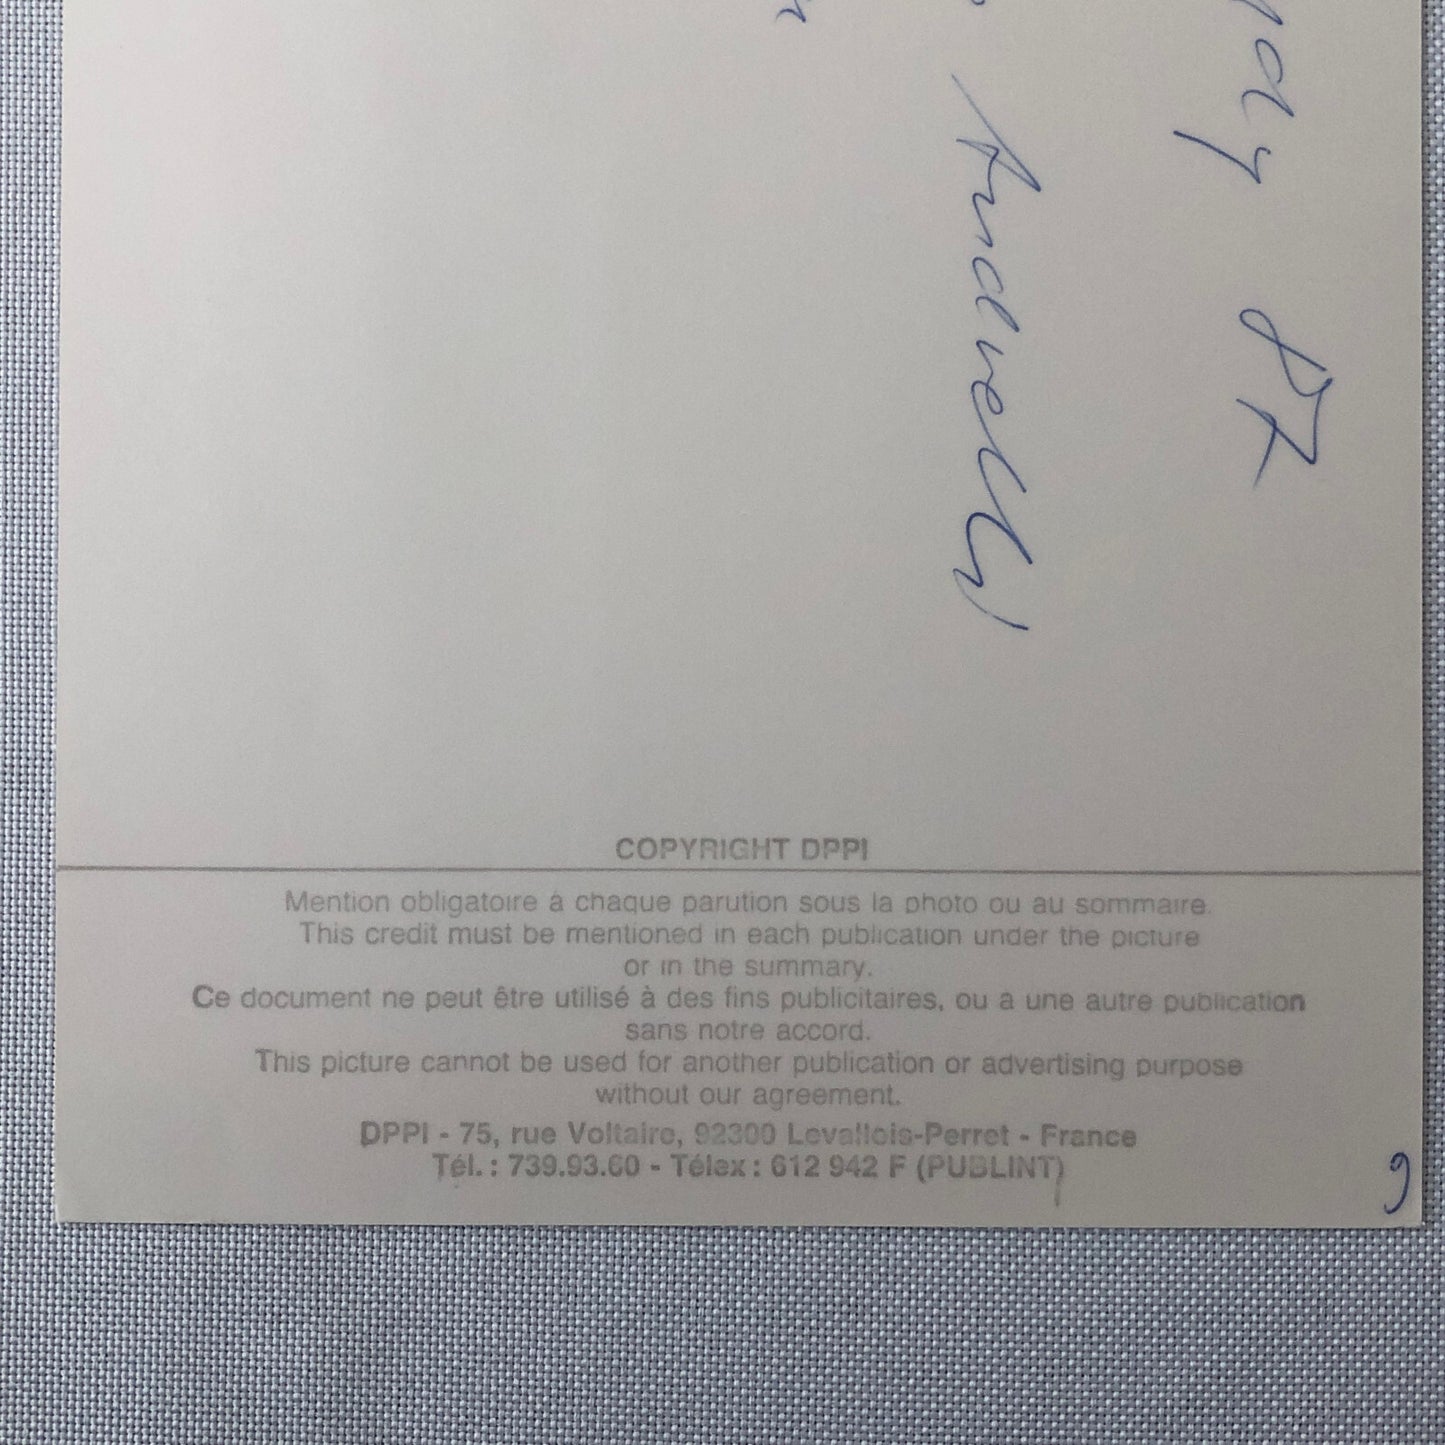 COPYRIGHT DPPI
Mention obligatoire à chaque parution sous la photo ou au sommaire.
This credit must be mentioned in each publication under the picture
or in the summary.
Ce document ne peut être utilisé à des fins publicitaires, ou à une autre publication
sans notre accord.
This picture cannot be used for another publication or advertising purpose
without our agreement.
DPPI - 75, rue Voltaire, 92300 Levallois-Perret - France
Tél. : 739.93.60 - Télex : 612 942 F (PUBLINT)
87